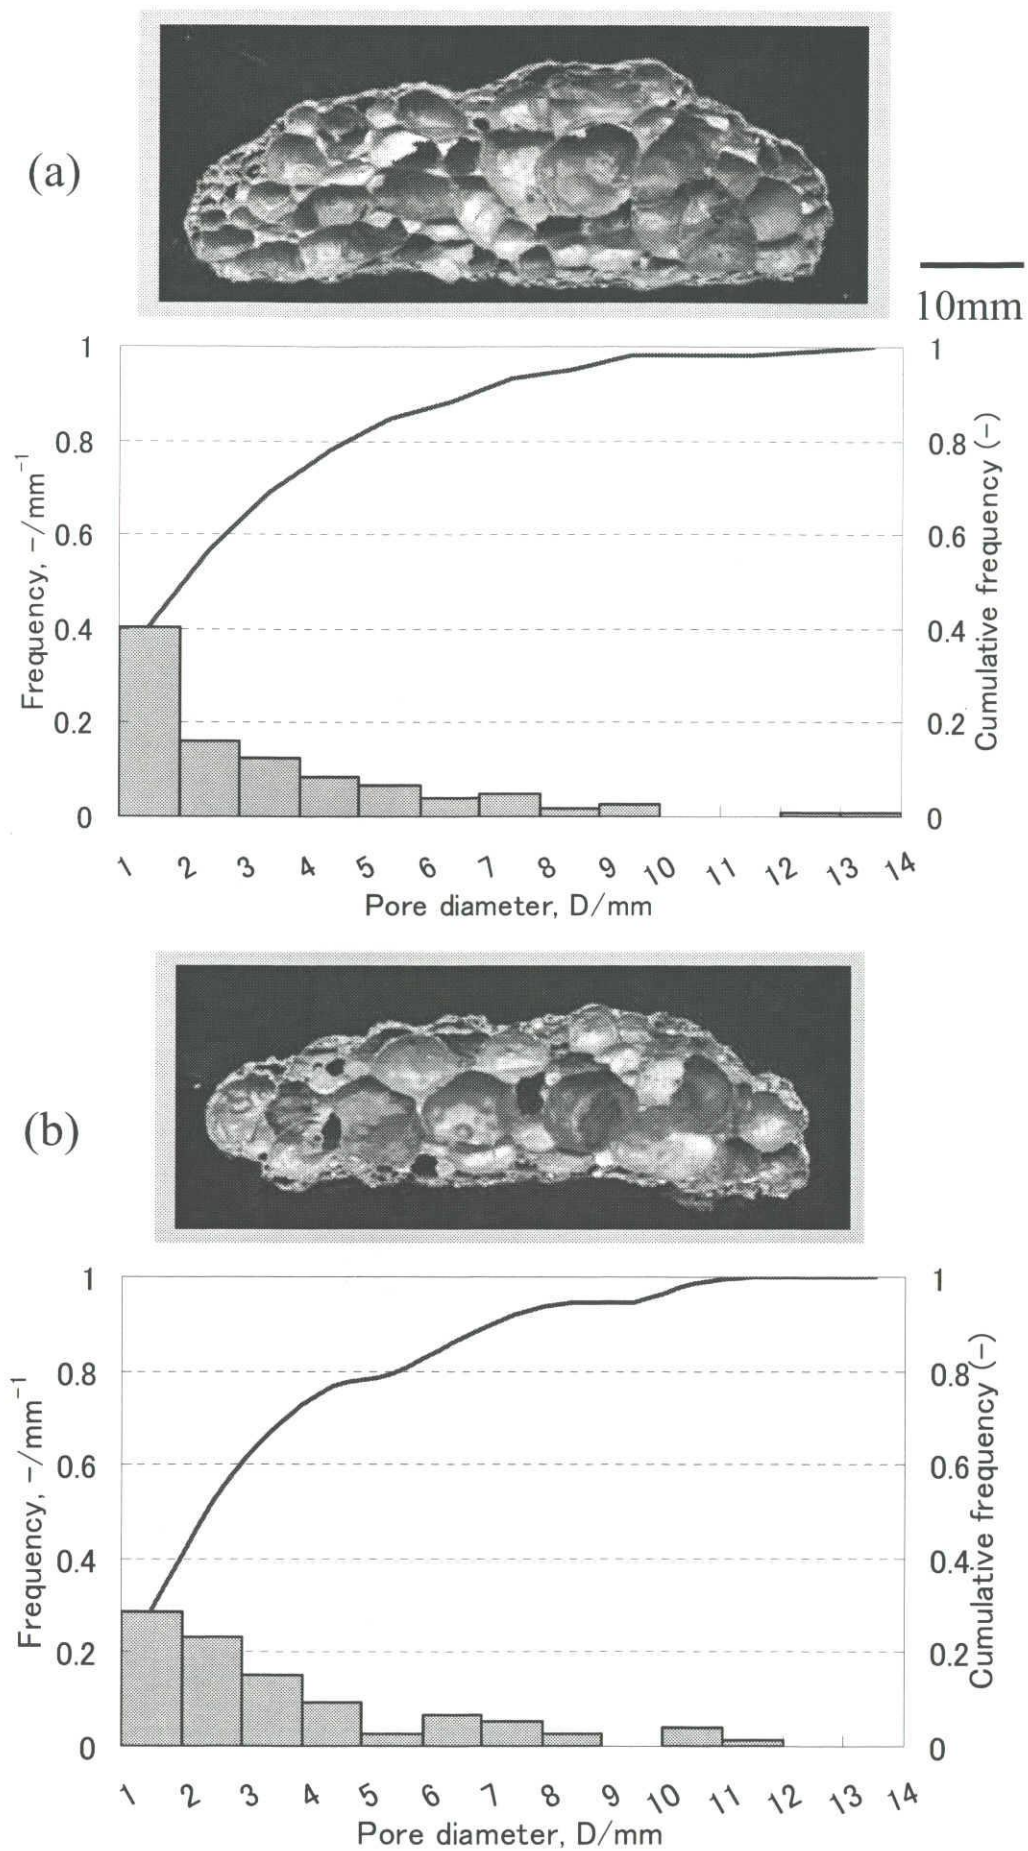 (a)
10mm
1
0.8
0.6
0.4
0.2
0
Frequency, −/mm⁻¹
1
0.8
0.6
0.4
0.2
0
Cumulative frequency (−)
1 2 3 4 5 6 7 8 9 10 11 12 13 14
Pore diameter, D/mm
(b)
1
0.8
0.6
0.4
0.2
0
Frequency, −/mm⁻¹
1
0.8
0.6
0.4
0.2
0
Cumulative frequency (−)
1 2 3 4 5 6 7 8 9 10 11 12 13 14
Pore diameter, D/mm